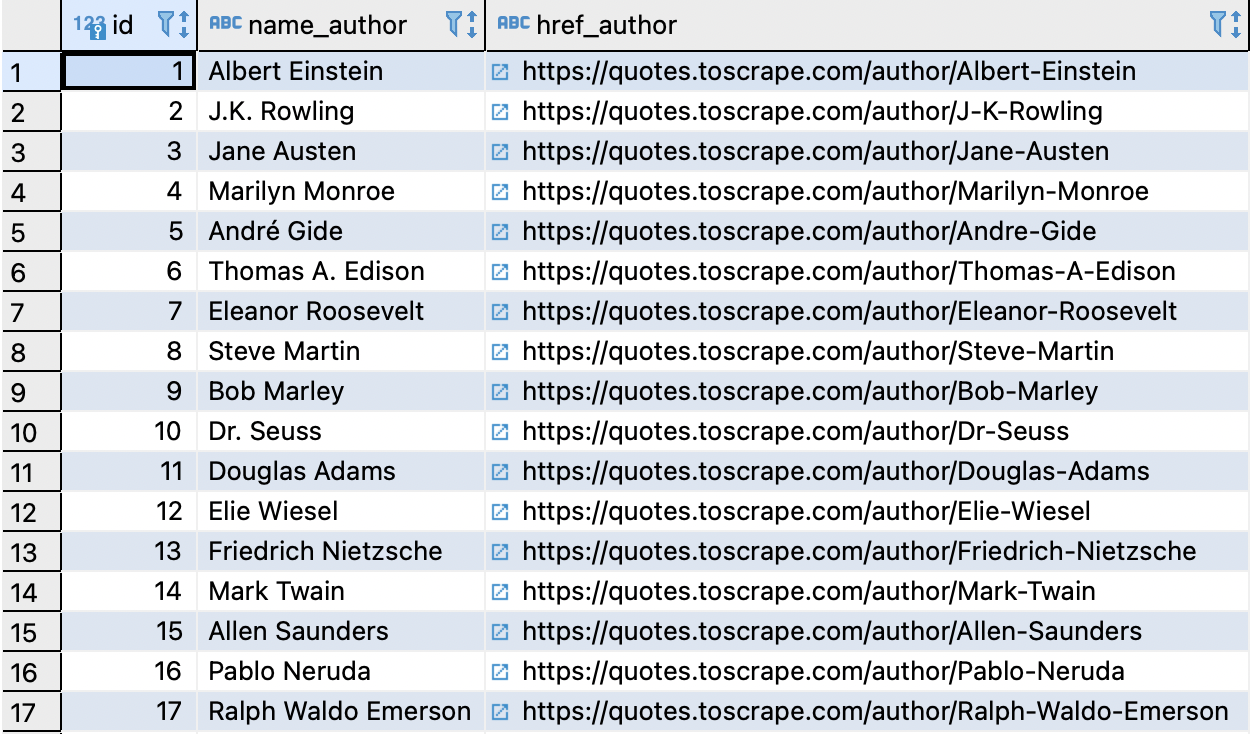 123 id ABC name_author ABC href_author
1 1 Albert Einstein https://quotes.toscrape.com/author/Albert-Einstein
2 2 J.K. Rowling https://quotes.toscrape.com/author/J-K-Rowling
3 3 Jane Austen https://quotes.toscrape.com/author/Jane-Austen
4 4 Marilyn Monroe https://quotes.toscrape.com/author/Marilyn-Monroe
5 5 André Gide https://quotes.toscrape.com/author/Andre-Gide
6 6 Thomas A. Edison https://quotes.toscrape.com/author/Thomas-A-Edison
7 7 Eleanor Roosevelt https://quotes.toscrape.com/author/Eleanor-Roosevelt
8 8 Steve Martin https://quotes.toscrape.com/author/Steve-Martin
9 9 Bob Marley https://quotes.toscrape.com/author/Bob-Marley
10 10 Dr. Seuss https://quotes.toscrape.com/author/Dr-Seuss
11 11 Douglas Adams https://quotes.toscrape.com/author/Douglas-Adams
12 12 Elie Wiesel https://quotes.toscrape.com/author/Elie-Wiesel
13 13 Friedrich Nietzsche https://quotes.toscrape.com/author/Friedrich-Nietzsche
14 14 Mark Twain https://quotes.toscrape.com/author/Mark-Twain
15 15 Allen Saunders https://quotes.toscrape.com/author/Allen-Saunders
16 16 Pablo Neruda https://quotes.toscrape.com/author/Pablo-Neruda
17 17 Ralph Waldo Emerson https://quotes.toscrape.com/author/Ralph-Waldo-Emerson